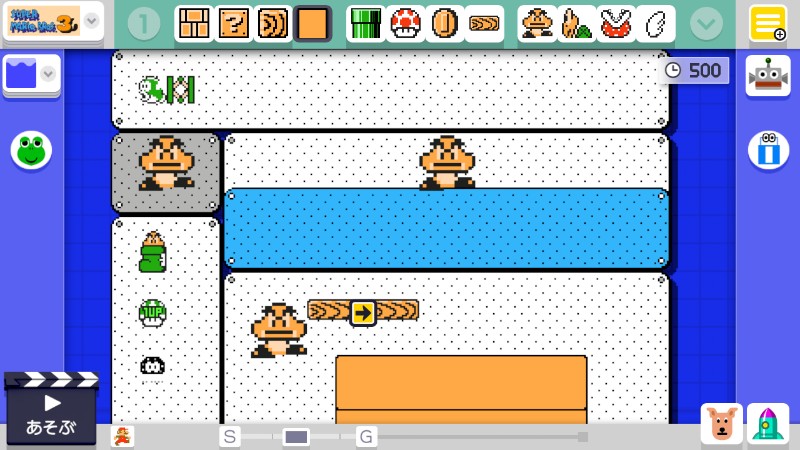 SUPER
MARIO BROS. 3
1
?
500
1UP
あそぶ
S
G